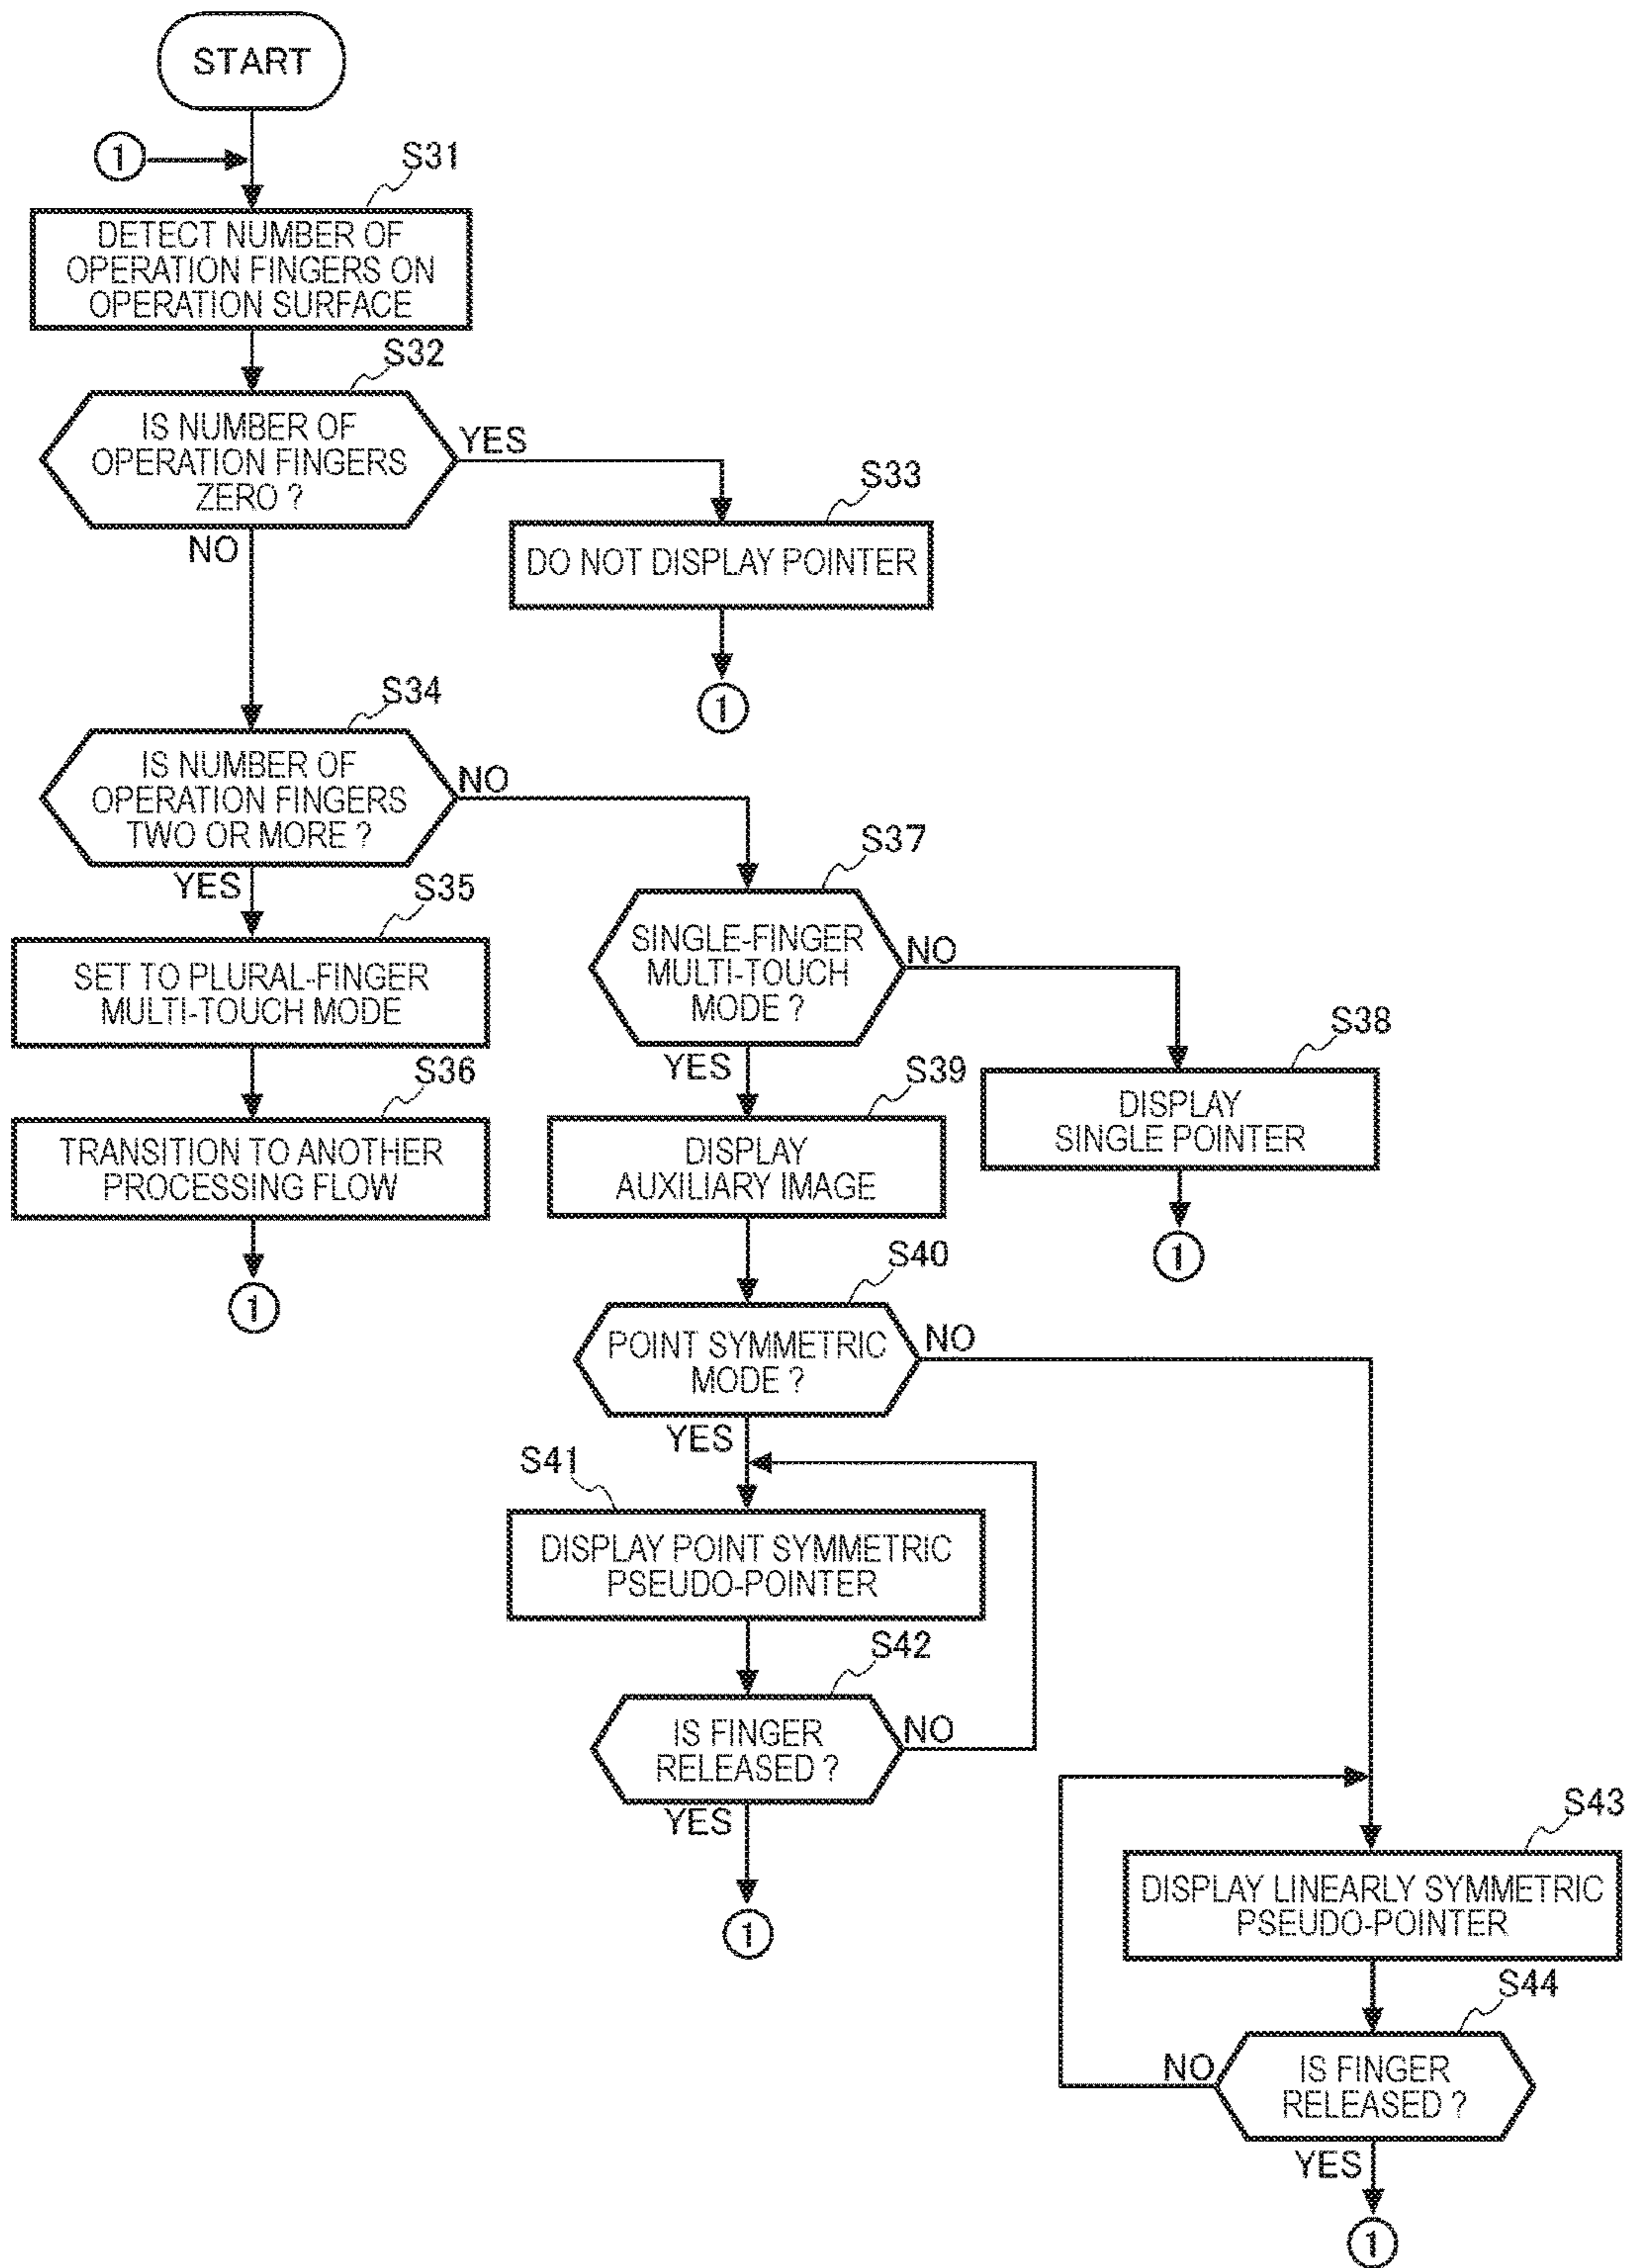 START
1
S31
DETECT NUMBER OF
OPERATION FINGERS ON
OPERATION SURFACE
S32
IS NUMBER OF
OPERATION FINGERS
ZERO ?
YES
NO
S33
DO NOT DISPLAY POINTER
1
S34
IS NUMBER OF
OPERATION FINGERS
TWO OR MORE ?
NO
YES
S35
SET TO PLURAL-FINGER
MULTI-TOUCH MODE
S36
TRANSITION TO ANOTHER
PROCESSING FLOW
1
S37
SINGLE-FINGER
MULTI-TOUCH
MODE ?
NO
YES
S38
DISPLAY
SINGLE POINTER
1
S39
DISPLAY
AUXILIARY IMAGE
S40
POINT SYMMETRIC
MODE ?
NO
YES
S41
DISPLAY POINT SYMMETRIC
PSEUDO-POINTER
S42
IS FINGER
RELEASED ?
NO
YES
1
S43
DISPLAY LINEARLY SYMMETRIC
PSEUDO-POINTER
S44
IS FINGER
RELEASED ?
NO
YES
1